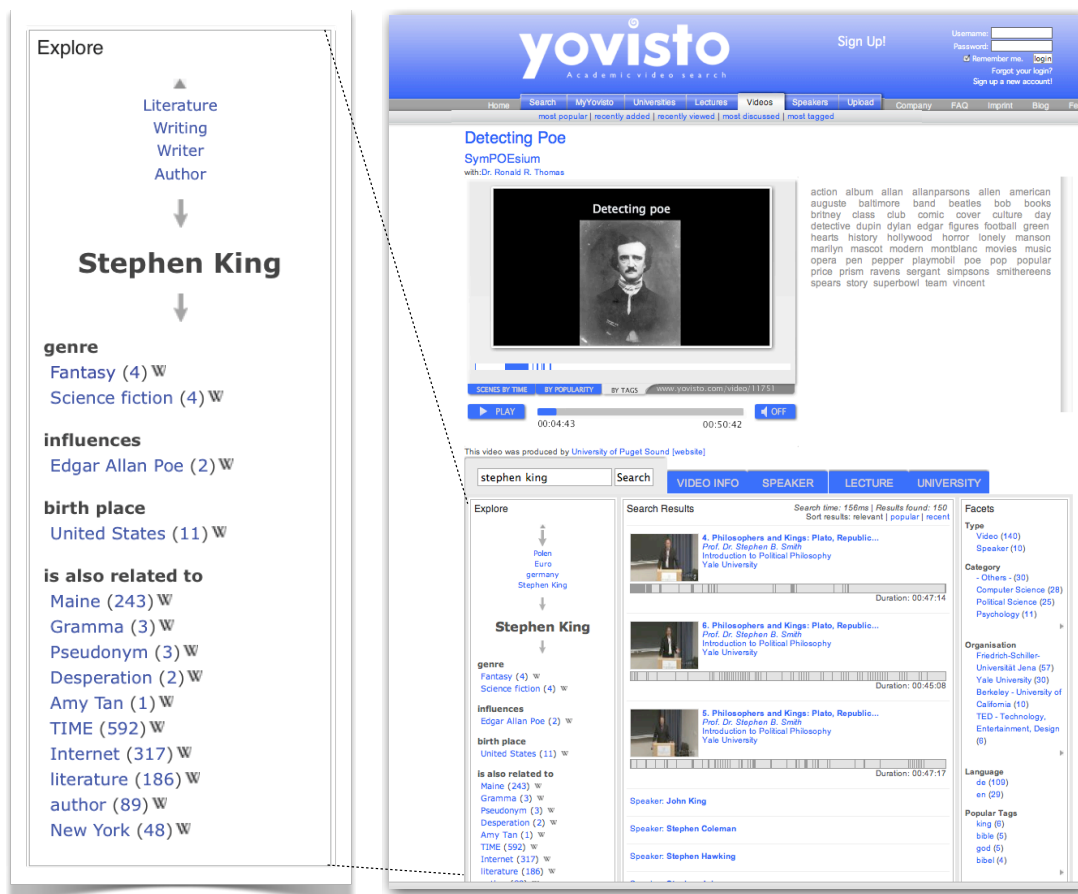 Explore
Literature
Writing
Writer
Author
Stephen King
genre
Fantasy (4) W
Science fiction (4) W
influences
Edgar Allan Poe (2) W
birth place
United States (11) W
is also related to
Maine (243) W
Gramma (3) W
Pseudonym (3) W
Desperation (2) W
Amy Tan (1) W
TIME (592) W
Internet (317) W
literature (186) W
author (89) W
New York (48) W
yovisto
Academic video search
Sign Up!
Username:
Password:
Remember me. login
Forgot your login?
Sign up a new account!
Home Search MyYovisto Universities Lectures Videos Speakers Upload Company FAQ Imprint Blog Fe
most popular | recently added | recently viewed | most discussed | most tagged
Detecting Poe
SymPOEsium
with:Dr. Ronald R. Thomas
Detecting poe
SCENES BY TIME BY POPULARITY BY TAGS www.yovisto.com/video/11751
PLAY OFF
00:04:43 00:50:42
action album allan allanparsons allen american
auguste baltimore band beatles bob books
britney class club comic cover culture day
detective dupin dylan edgar figures football green
hearts history hollywood horror lonely manson
marilyn mascot modern montblanc movies music
opera pen pepper playmobil poe pop popular
price prism ravens sergant simpsons smithereens
spears story superbowl team vincent
This video was produced by University of Puget Sound [website]
stephen king Search VIDEO INFO SPEAKER LECTURE UNIVERSITY
Explore
Polen
Euro
germany
Stephen King
Stephen King
genre
Fantasy (4) W
Science fiction (4) W
influences
Edgar Allan Poe (2) W
birth place
United States (11) W
is also related to
Maine (243) W
Gramma (3) W
Pseudonym (3) W
Desperation (2) W
Amy Tan (1) W
TIME (592) W
Internet (317) W
literature (186) W
Search Results
Search time: 156ms | Results found: 150
Sort results: relevant | popular | recent
4. Philosophers and Kings: Plato, Republic...
Prof. Dr. Stephen B. Smith
Introduction to Political Philosophy
Yale University
Duration: 00:47:14
6. Philosophers and Kings: Plato, Republic...
Prof. Dr. Stephen B. Smith
Introduction to Political Philosophy
Yale University
Duration: 00:45:08
5. Philosophers and Kings: Plato, Republic...
Prof. Dr. Stephen B. Smith
Introduction to Political Philosophy
Yale University
Duration: 00:47:17
Speaker: John King
Speaker: Stephen Coleman
Speaker: Stephen Hawking
Facets
Type
Video (140)
Speaker (10)
Category
- Others - (30)
Computer Science (28)
Political Science (25)
Psychology (11)
Organisation
Friedrich-Schiller-
Universität Jena (57)
Yale University (30)
Berkeley - University of
California (10)
TED - Technology,
Entertainment, Design
(6)
Language
de (109)
en (29)
Popular Tags
king (6)
bible (5)
god (5)
bibel (4)